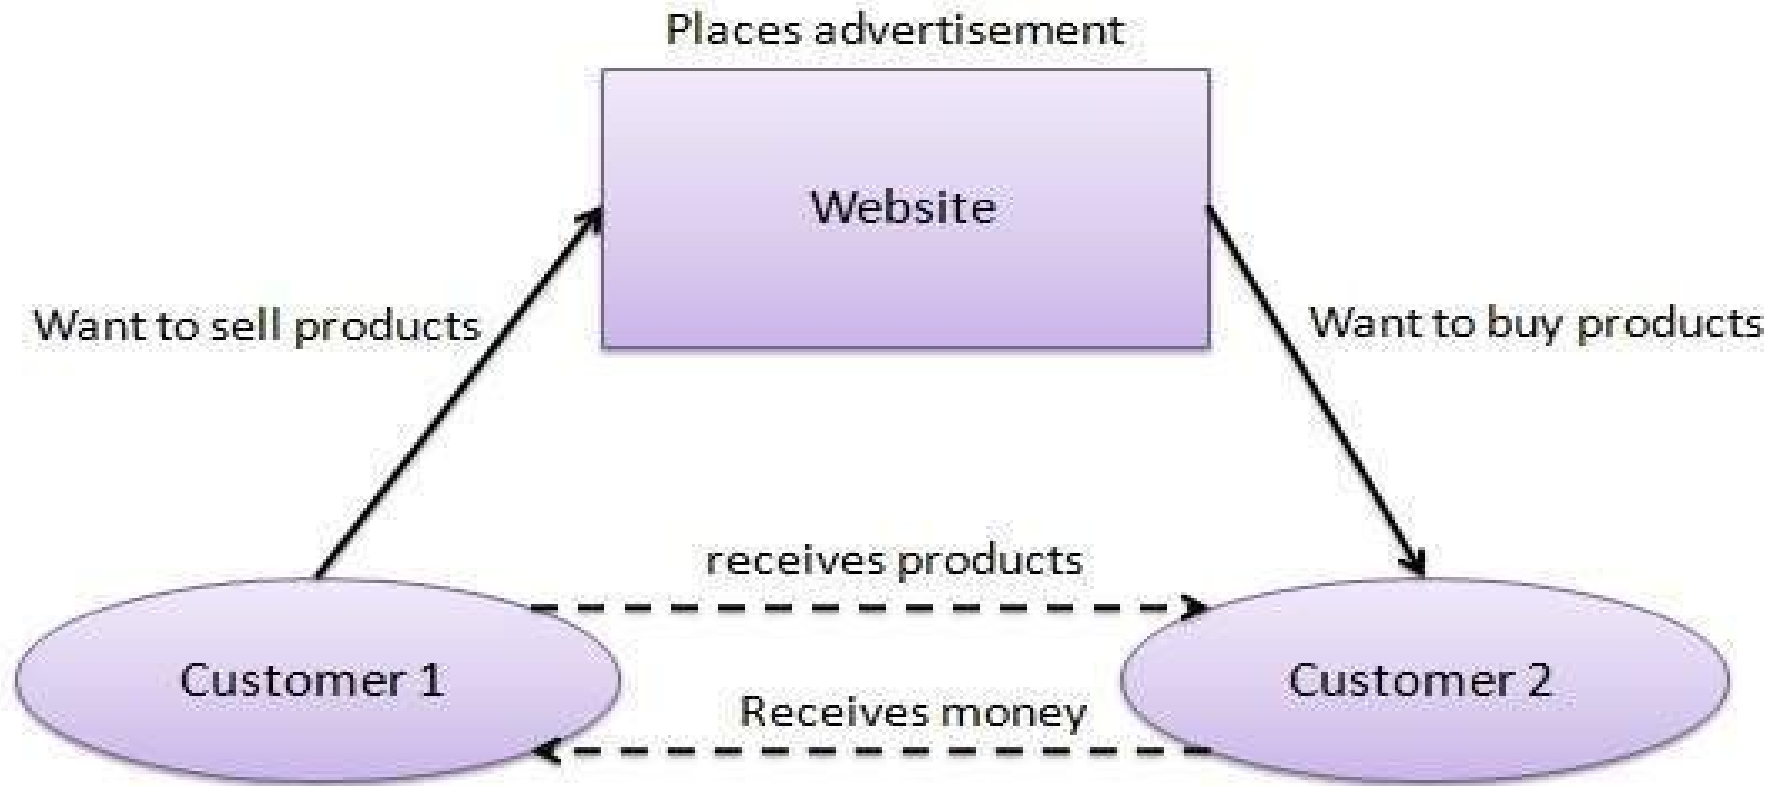 Places advertisement
Website
Want to sell products
Want to buy products
receives products
Customer 1
Customer 2
Receives money